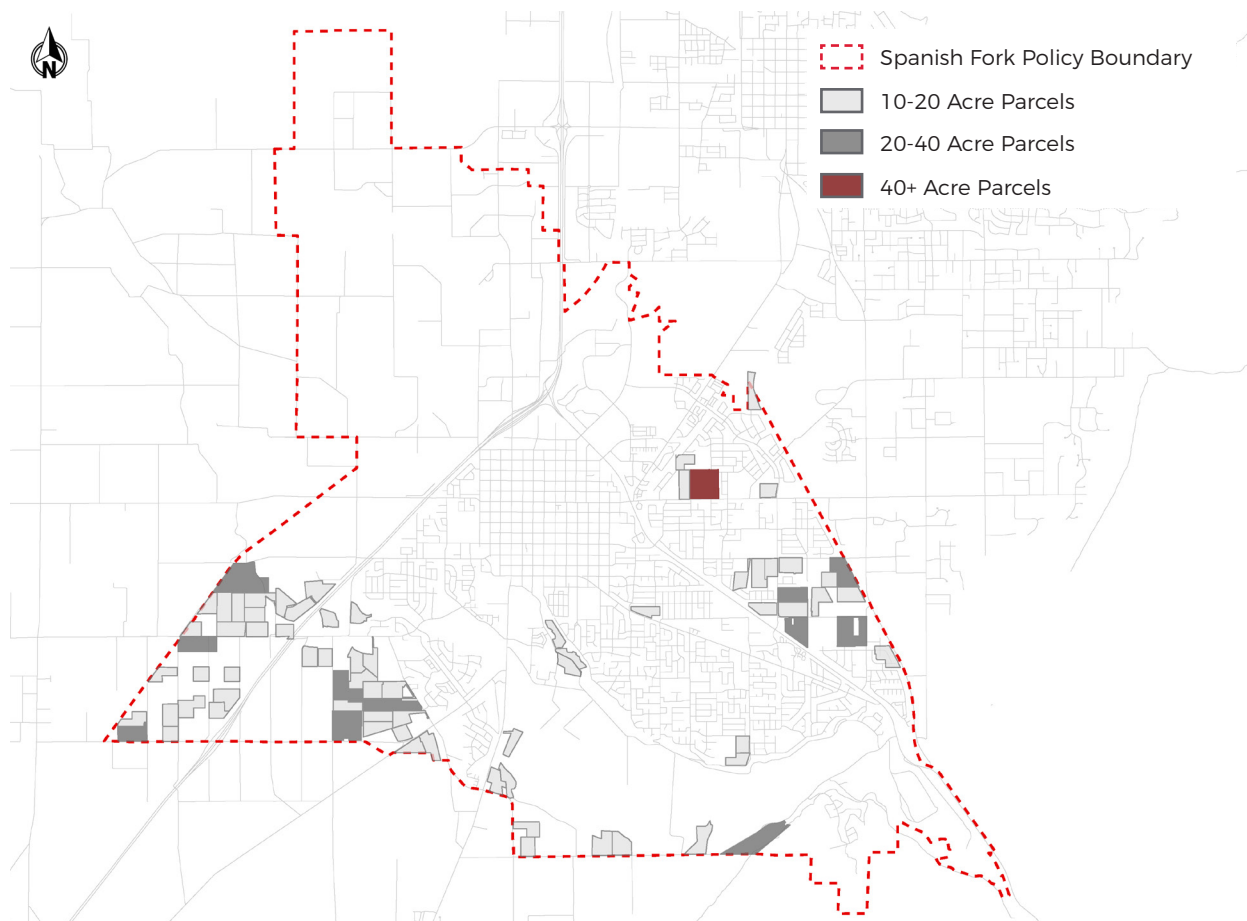 N
Spanish Fork Policy Boundary
10-20 Acre Parcels
20-40 Acre Parcels
40+ Acre Parcels